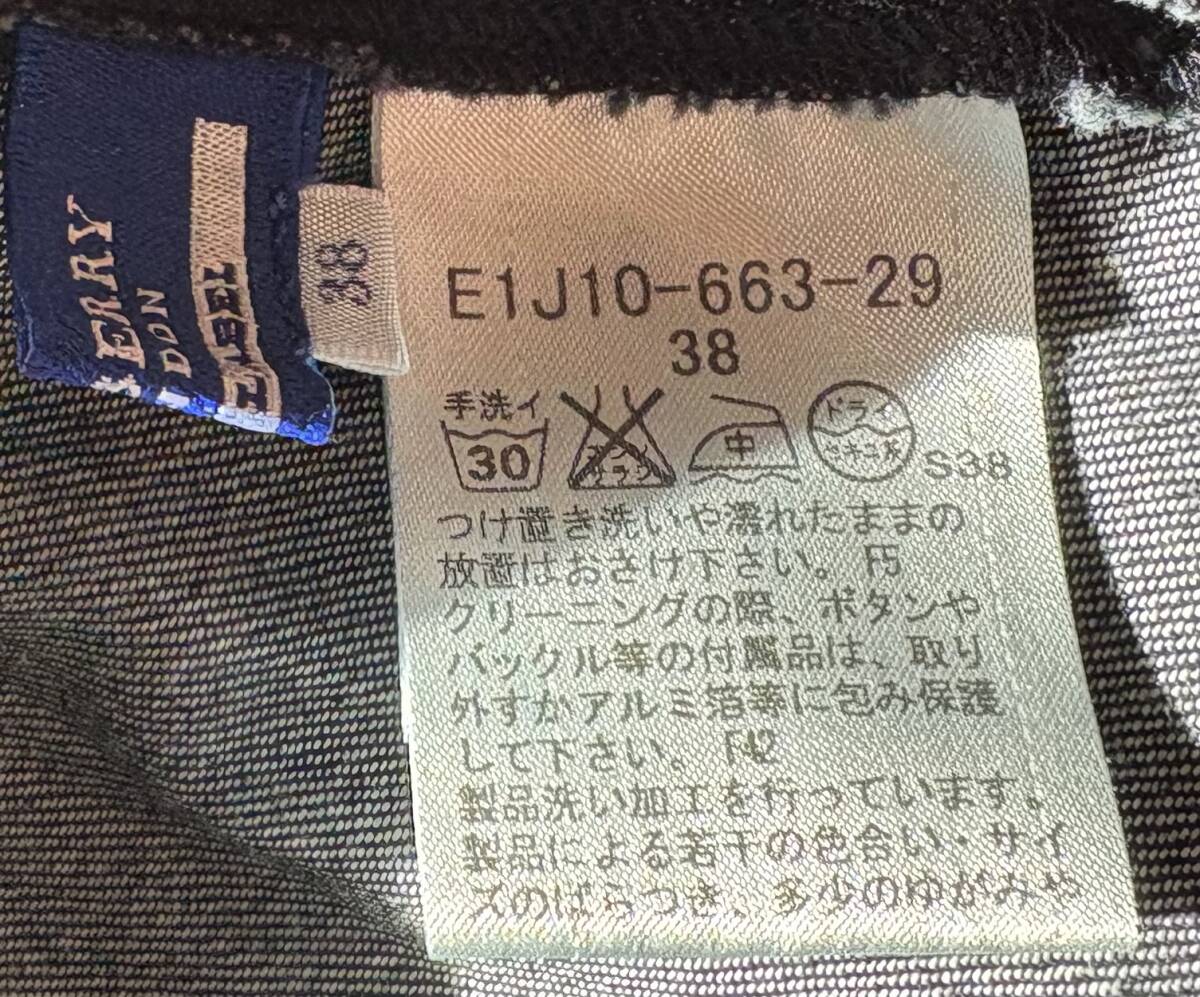 ERRY
DON
LABEL
38
E1J10-663-29
38
手洗イ
30
中
ドライ
S38
つけ置き洗いや濡れたままの
放置はおさけ下さい。F5
クリーニングの際、ボタンや
バックル等の付属品は、取り
外すかアルミ箔等に包み保護
して下さい。F42
製品洗い加工を行っています。
製品による若干の色合い・サイ
ズのばらつき、多少のゆがみや